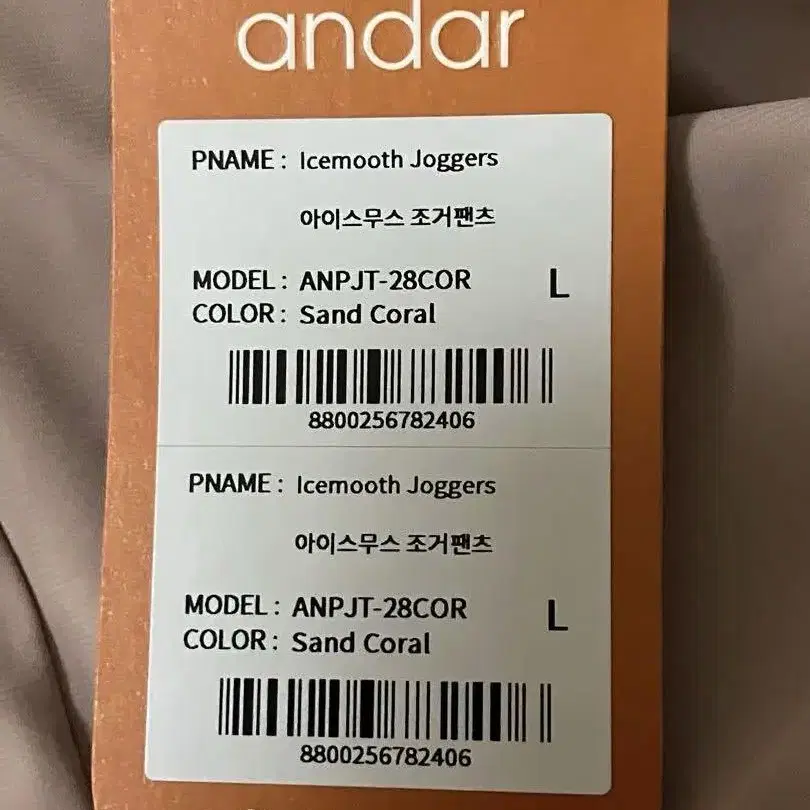 andar
PNAME : Icemooth Joggers
아이스무스 조거팬츠
MODEL : ANPJT-28COR L
COLOR : Sand Coral
8800256782406
PNAME : Icemooth Joggers
아이스무스 조거팬츠
MODEL : ANPJT-28COR L
COLOR : Sand Coral
8800256782406